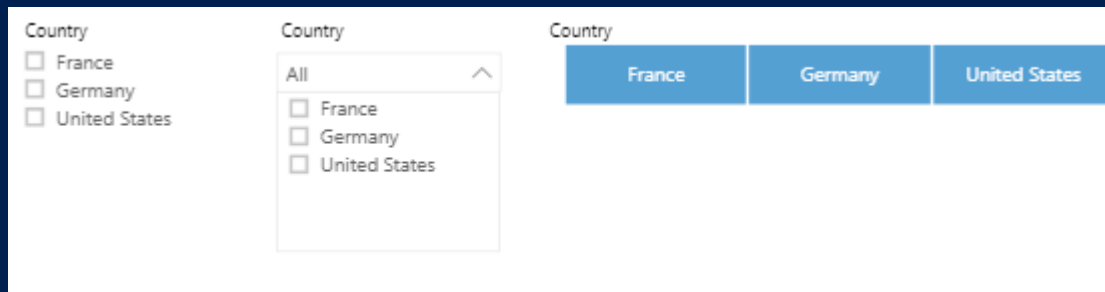 Country
France
Germany
United States
Country
All
France
Germany
United States
Country
France Germany United States